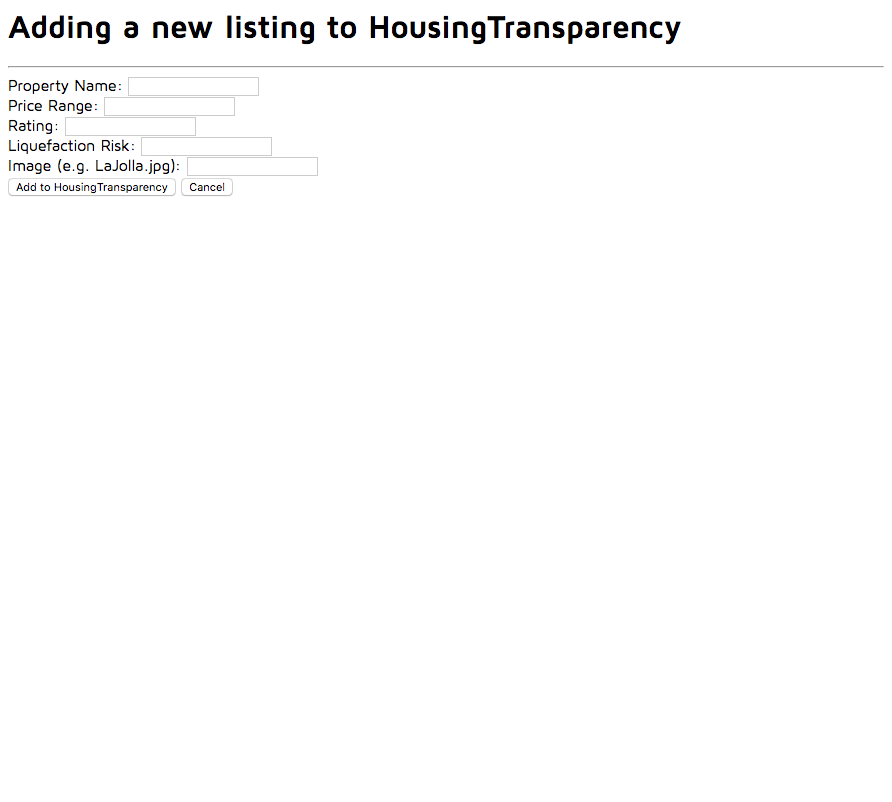 Adding a new listing to HousingTransparency
Property Name:
Price Range:
Rating:
Liquefaction Risk:
Image (e.g. LaJolla.jpg):
Add to HousingTransparency Cancel